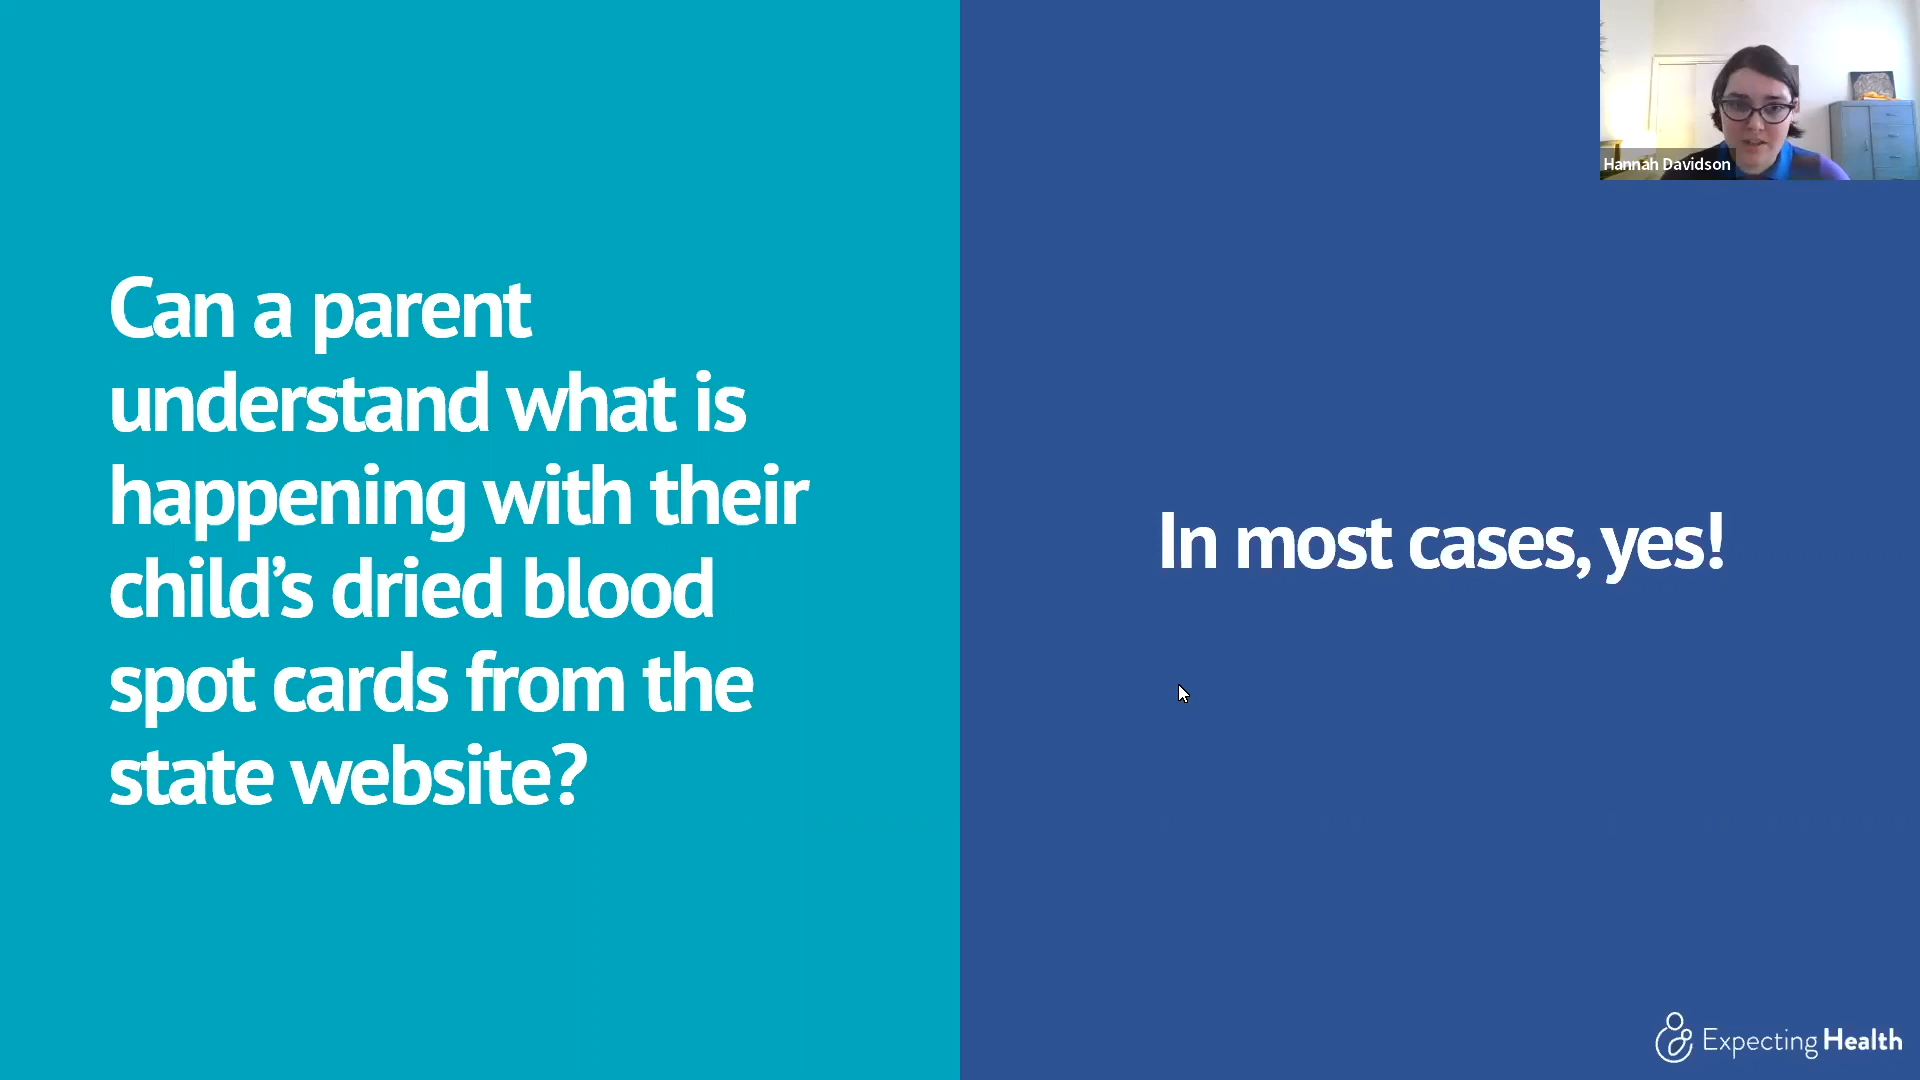 Can a parent
understand what is
happening with their
child’s dried blood
spot cards from the
state website?
In most cases, yes!
Hannah Davidson
Expecting Health